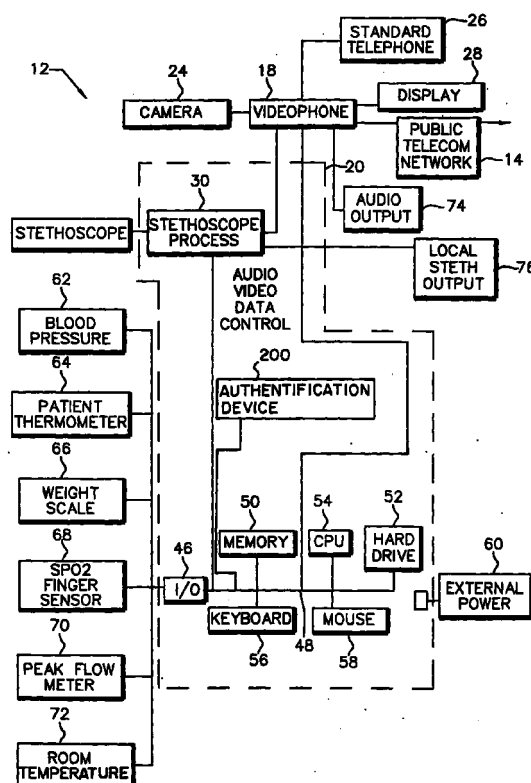 12
24
CAMERA
18
VIDEOPHONE
26
STANDARD
TELEPHONE
28
DISPLAY
PUBLIC
TELECOM
NETWORK
14
20
30
STETHOSCOPE
STETHOSCOPE
PROCESS
AUDIO
OUTPUT
74
LOCAL
STETH
OUTPUT
76
AUDIO
VIDEO
DATA
CONTROL
62
BLOOD
PRESSURE
64
PATIENT
THERMOMETER
66
WEIGHT
SCALE
68
SPO2
FINGER
SENSOR
70
PEAK FLOW
METER
72
ROOM
TEMPERATURE
200
AUTHENTIFICATION
DEVICE
46
I/O
50
MEMORY
54
CPU
52
HARD
DRIVE
KEYBOARD
56
48
MOUSE
58
60
EXTERNAL
POWER